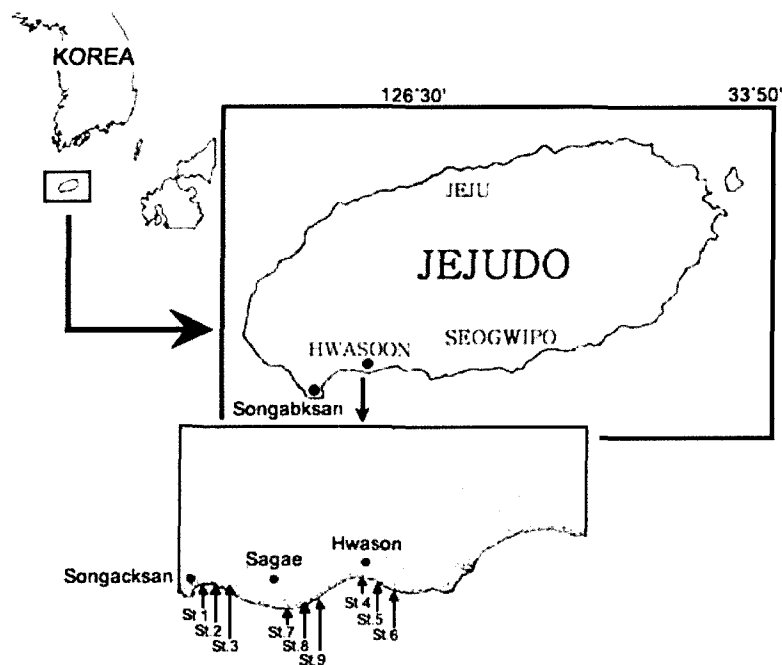 KOREA
126°30'
33°50'
JEJU
JEJUDO
HWASOON
SEOGWIPO
Songabksan
Hwason
Songacksan
Sagae
St.1
St.2
St.3
St.7
St.8
St.9
St.4
St.5
St.6